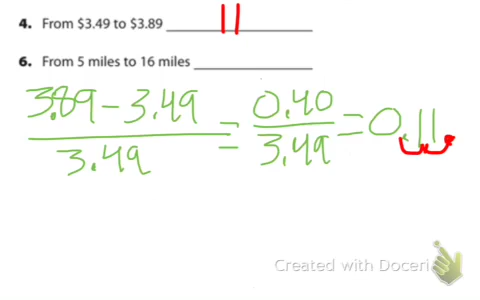 4. From $3.49 to $3.89 11
6. From 5 miles to 16 miles
3.89 - 3.49 / 3.49 = 0.40 / 3.49 = 0.11.
Created with Doceri